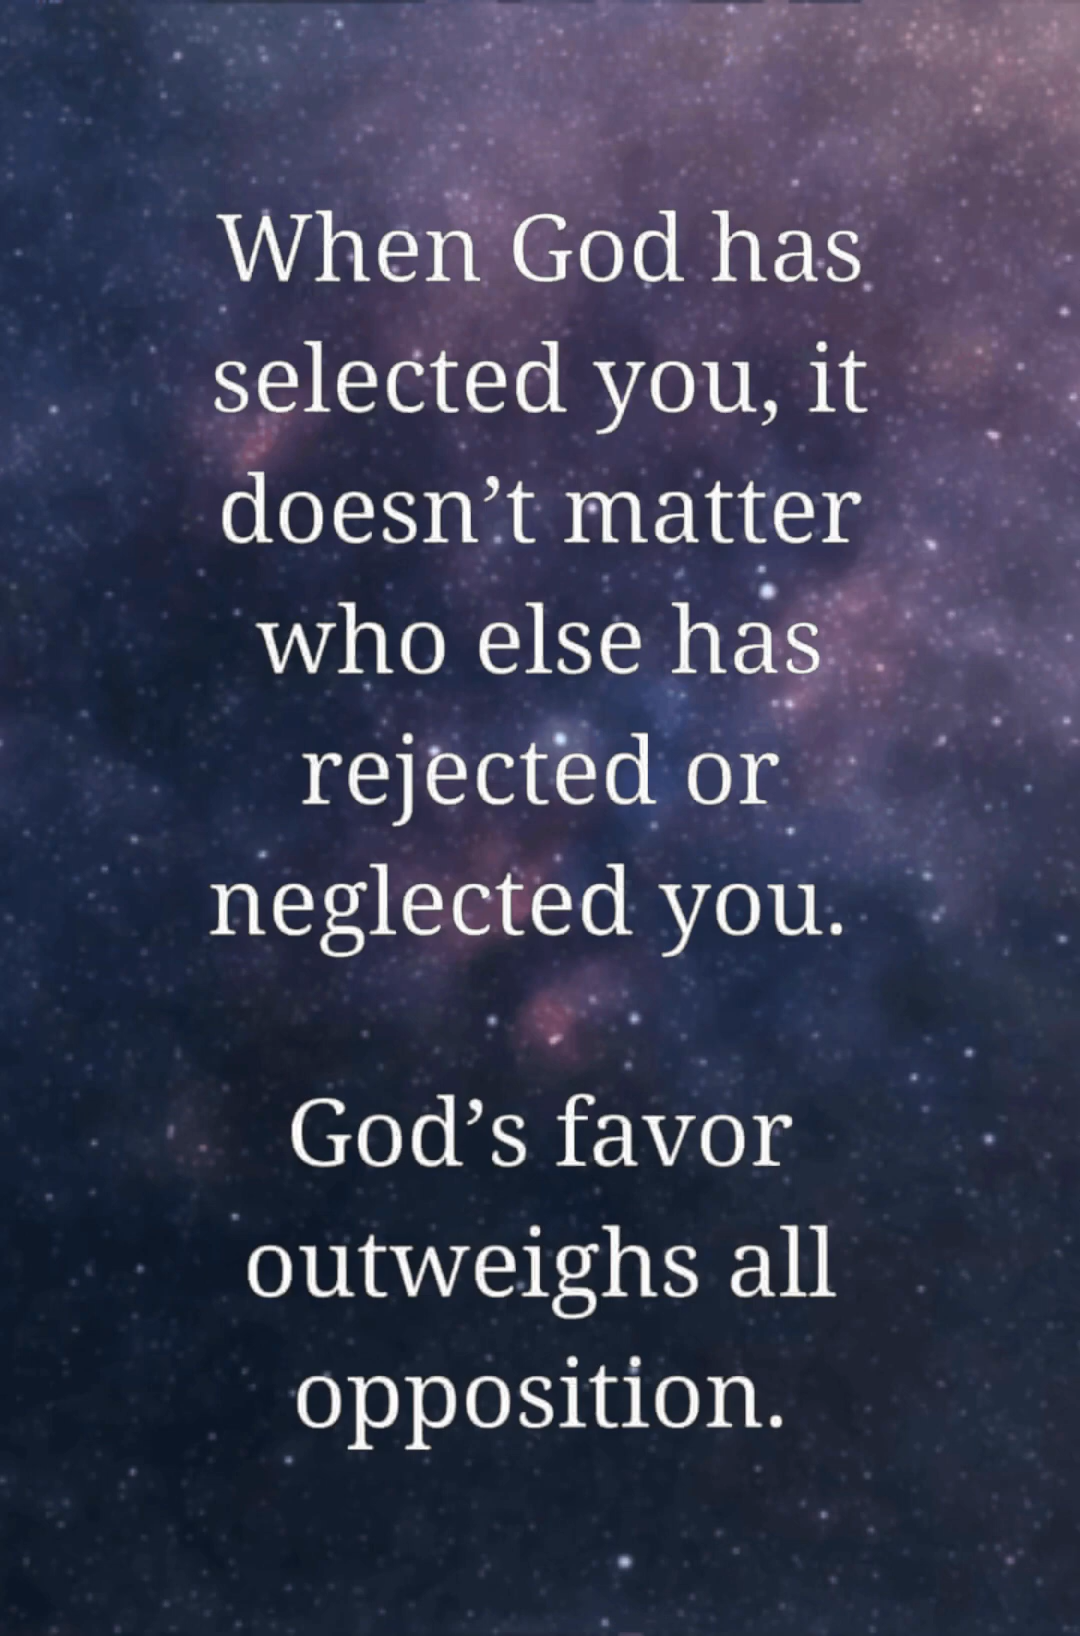 When God has
selected you, it
doesn’t matter
who else has
rejected or
neglected you.
God’s favor
outweighs all
opposition.